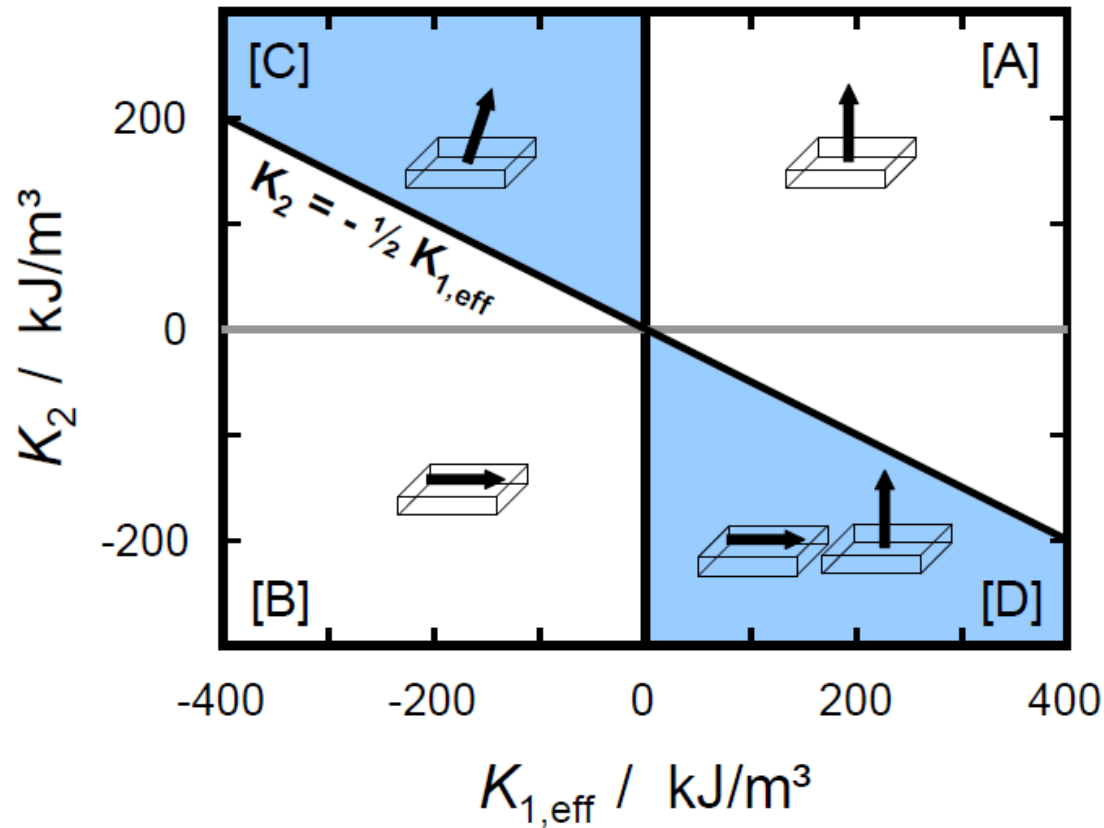 [C] [A]
200
K₂ = - ½ K₁,eff
0
-200
[B] [D]
-400 -200 0 200 400
K₁,eff / kJ/m³
K₂ / kJ/m³